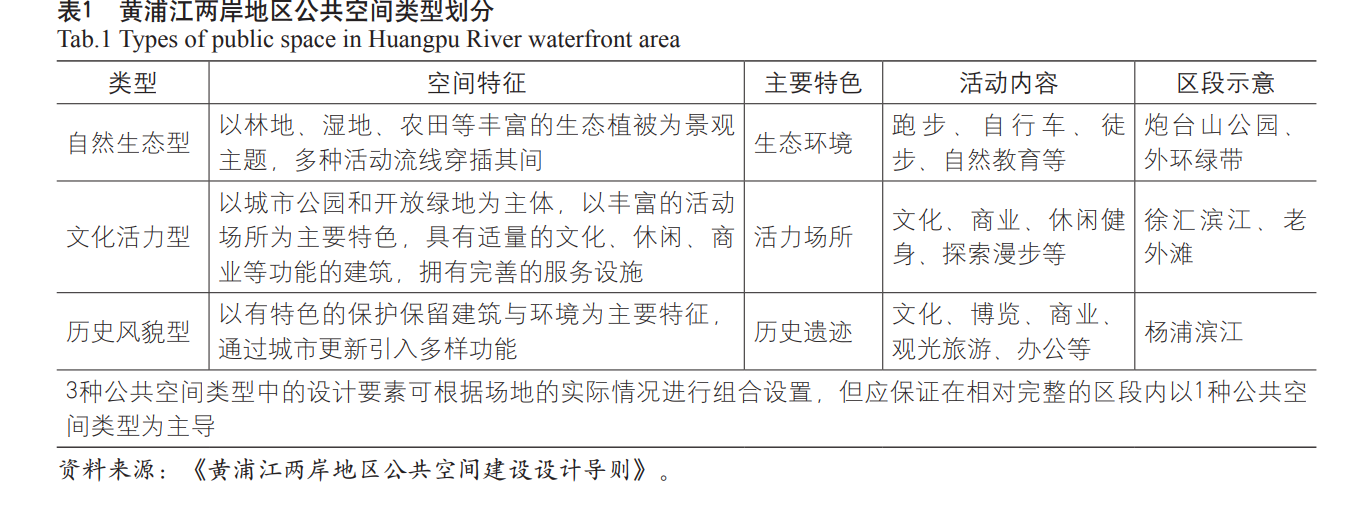 表1 黄浦江两岸地区公共空间类型划分
Tab.1 Types of public space in Huangpu River waterfront area
类型 空间特征 主要特色 活动内容 区段示意
自然生态型
以林地、湿地、农田等丰富的生态植被为景观
主题，多种活动流线穿插其间
生态环境
跑步、自行车、徒
步、自然教育等
炮台山公园、
外环绿带
文化活力型
以城市公园和开放绿地为主体，以丰富的活动
场所为主要特色，具有适量的文化、休闲、商
业等功能的建筑，拥有完善的服务设施
活力场所
文化、商业、休闲健
身、探索漫步等
徐汇滨江、老
外滩
历史风貌型
以有特色的保护保留建筑与环境为主要特征，
通过城市更新引入多样功能
历史遗迹
文化、博览、商业、
观光旅游、办公等
杨浦滨江
3种公共空间类型中的设计要素可根据场地的实际情况进行组合设置，但应保证在相对完整的区段内以1种公共空
间类型为主导
资料来源：《黄浦江两岸地区公共空间建设设计导则》。